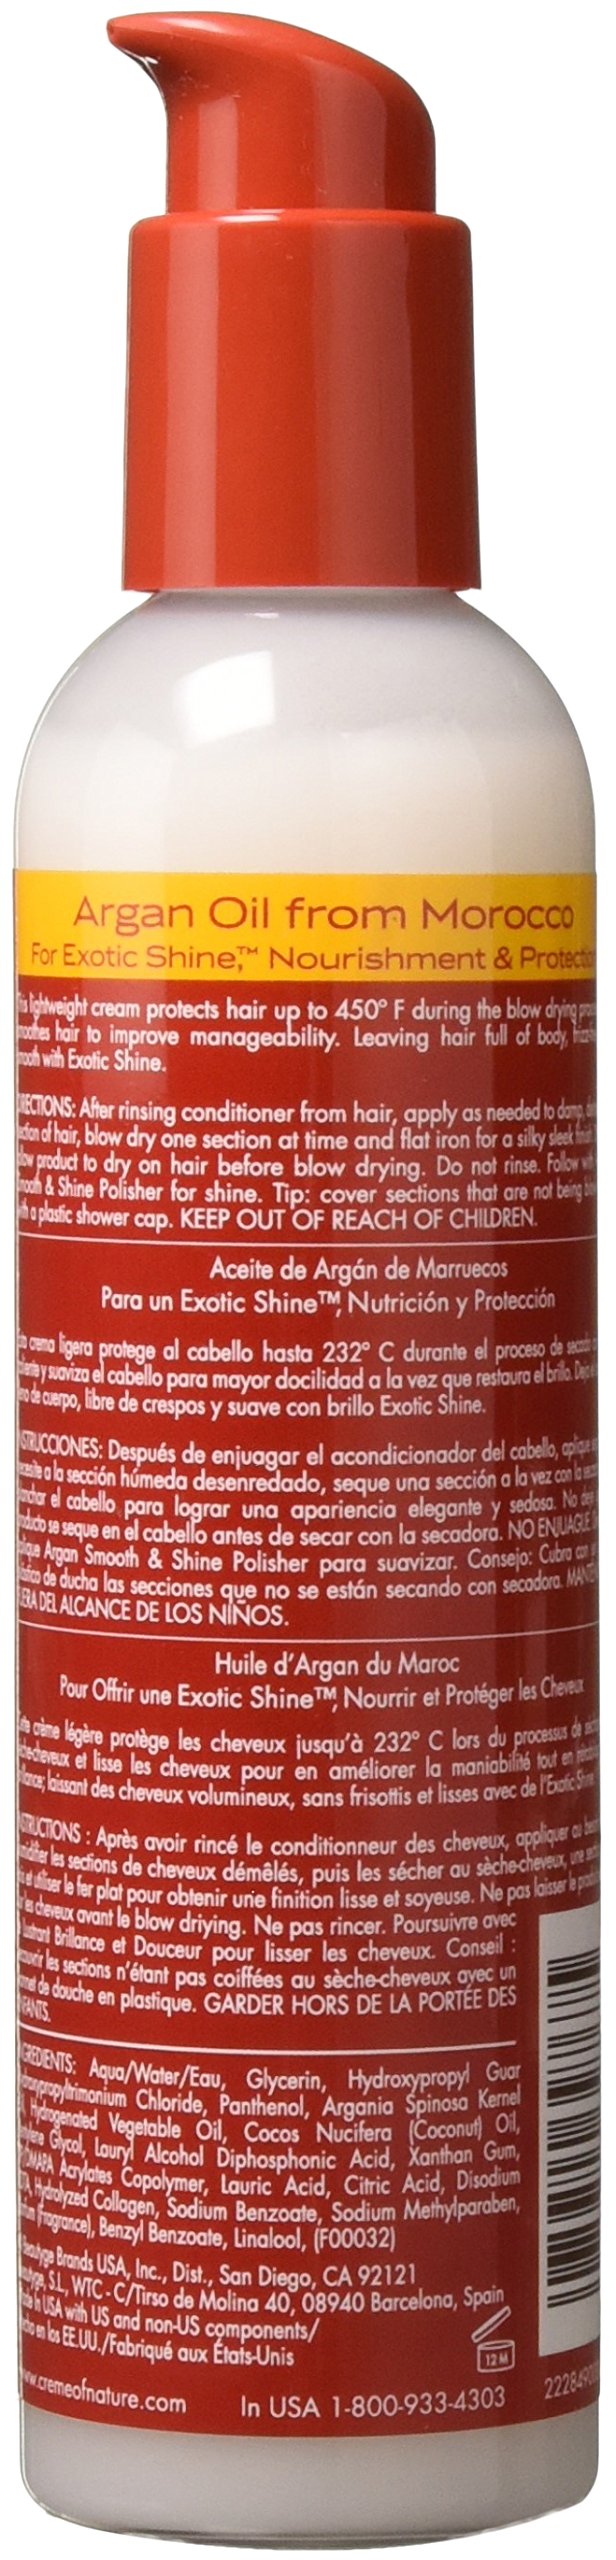 Argan Oil from Morocco
For Exotic Shine,™ Nourishment & Protection
This lightweight cream protects hair up to 450° F during the blow drying
smoothes hair to improve manageability. Leaving hair full of body,
smooth with Exotic Shine.
DIRECTIONS: After rinsing conditioner from hair, apply as needed to damp,
section of hair, blow dry one section at time and flat iron for a silky sleek finish
product to dry on hair before blow drying. Do not rinse. Follow with
Smooth & Shine Polisher for shine. Tip: cover sections that are not being
with a plastic shower cap. KEEP OUT OF REACH OF CHILDREN.
Aceite de Argán de Marruecos
Para un Exotic Shine™, Nutrición y Protección
Esta crema ligera protege al cabello hasta 232° C durante el proceso de secado
y suaviza el cabello para mayor docilidad a la vez que restaura el brillo.
de cuerpo, libre de crespos y suave con brillo Exotic Shine.
INSTRUCCIONES: Después de enjuagar el acondicionador del cabello, aplique
a la sección húmeda desenredado, seque una sección a la vez con la
el cabello para lograr una apariencia elegante y sedosa. No
producto se seque en el cabello antes de secar con la secadora. NO ENJUAGUE.
Aplique Argan Smooth & Shine Polisher para suavizar. Consejo: Cubra con
de ducha las secciones que no se están secando con secadora.
FUERA DEL ALCANCE DE LOS NIÑOS.
Huile d'Argan du Maroc
Pour Offrir une Exotic Shine™, Nourrir et Protéger les Cheveux
crème légère protège les cheveux jusqu'à 232° C lors du processus de
sèche-cheveux et lisse les cheveux pour en améliorer la maniabilité tout en
laissant des cheveux volumineux, sans frisottis et lisses avec de l'Exotic Shine.
INSTRUCTIONS : Après avoir rincé le conditionneur des cheveux, appliquer au
les sections de cheveux démêlés, puis les sécher au sèche-cheveux, une
et utiliser le fer plat pour obtenir une finition lisse et soyeuse. Ne pas laisser le
les cheveux avant le blow driying. Ne pas rincer. Poursuivre avec
Brillance et Douceur pour lisser les cheveux. Conseil :
les sections n'étant pas coiffées au sèche-cheveux avec un
de douche en plastique. GARDER HORS DE LA PORTÉE DES
ENFANTS.
INGREDIENTS: Aqua/Water/Eau, Glycerin, Hydroxypropyl Guar
Hydroxypropyltrimonium Chloride, Panthenol, Argania Spinosa Kernel
Oil, Hydrogenated Vegetable Oil, Cocos Nucifera (Coconut) Oil,
Glycol, Lauryl Alcohol Diphosphonic Acid, Xanthan Gum,
Acrylates Copolymer, Lauric Acid, Citric Acid, Disodium
EDTA, Hydrolyzed Collagen, Sodium Benzoate, Sodium Methylparaben,
(Fragrance), Benzyl Benzoate, Linalool, (F00032)
Beautyge Brands USA, Inc., Dist., San Diego, CA 92121
Beautyge, S.L, WTC - C/Tirso de Molina 40, 08940 Barcelona, Spain
Made In USA with US and non-US components/
Hecho en los EE.UU./Fabriqué aux États-Unis
12 M
www.cremeofnature.com In USA 1-800-933-4303